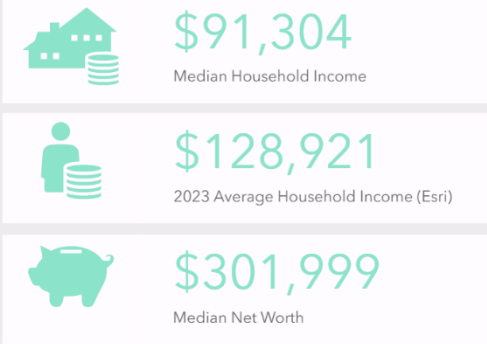 $91,304
Median Household Income
$128,921
2023 Average Household Income (Esri)
$301,999
Median Net Worth